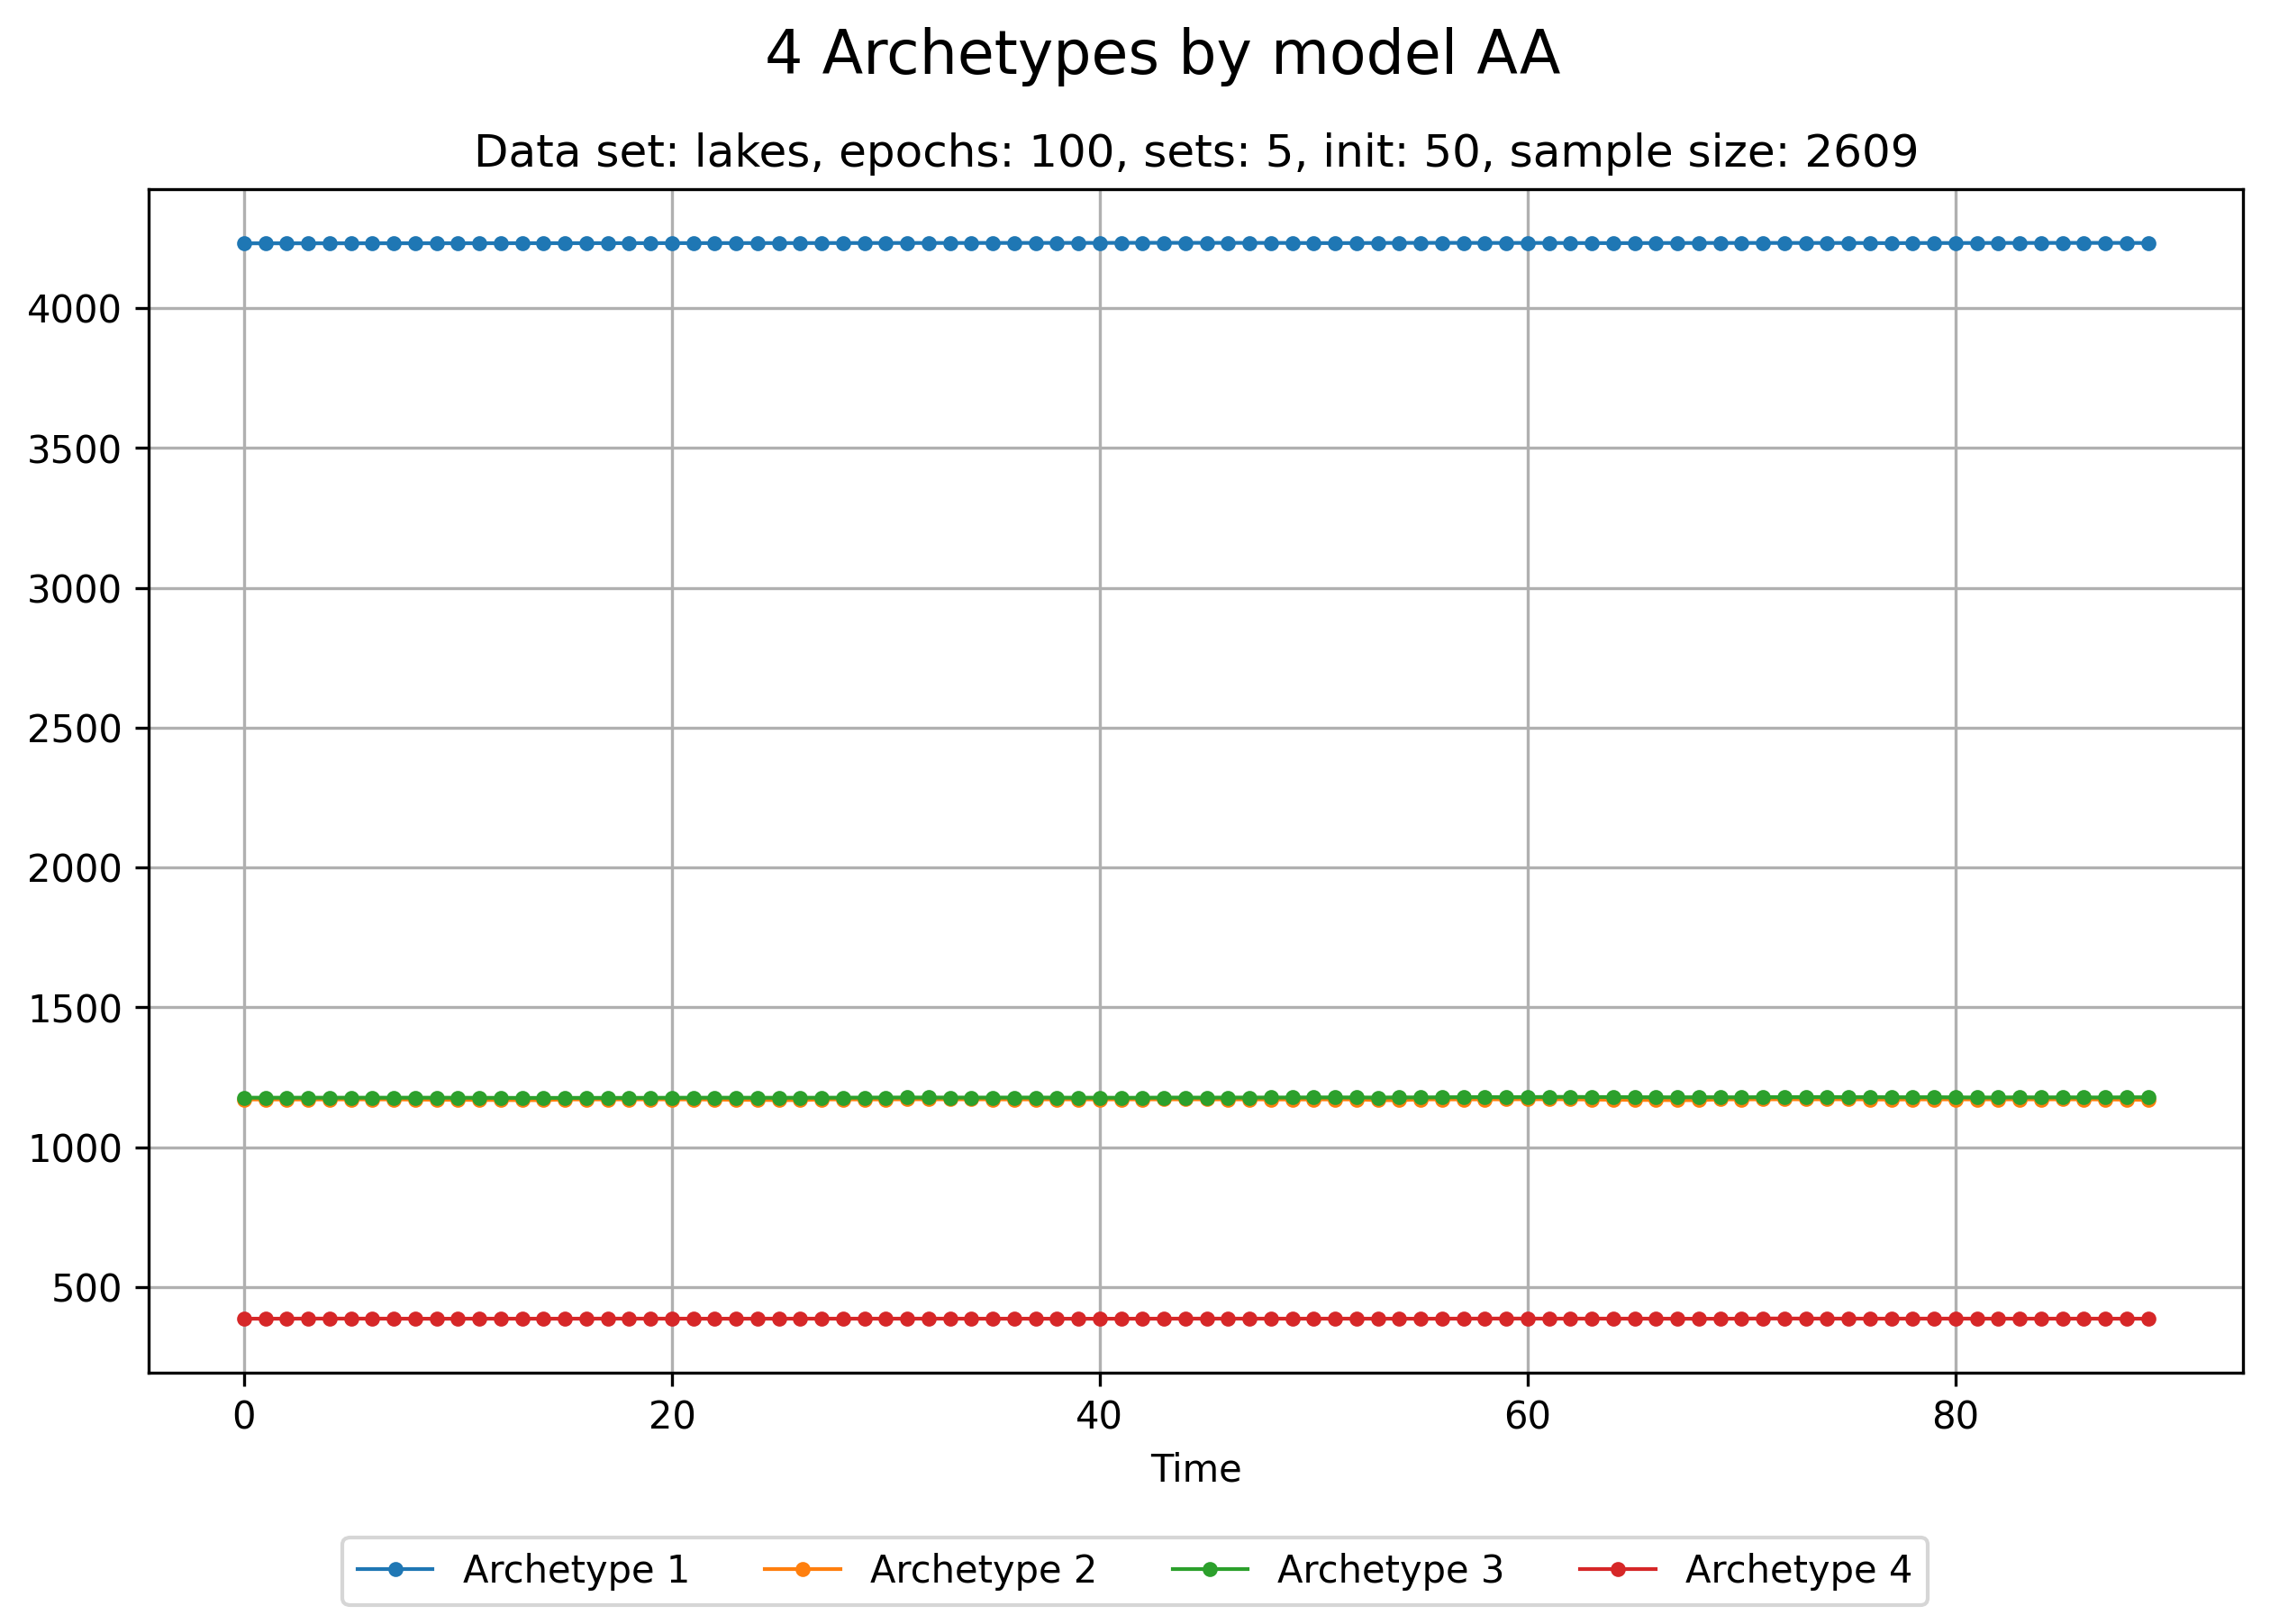 4 Archetypes by model AA
Data set: lakes, epochs: 100, sets: 5, init: 50, sample size: 2609
4000
3500
3000
2500
2000
1500
1000
500
0 20 40 60 80
Time
Archetype 1 Archetype 2 Archetype 3 Archetype 4